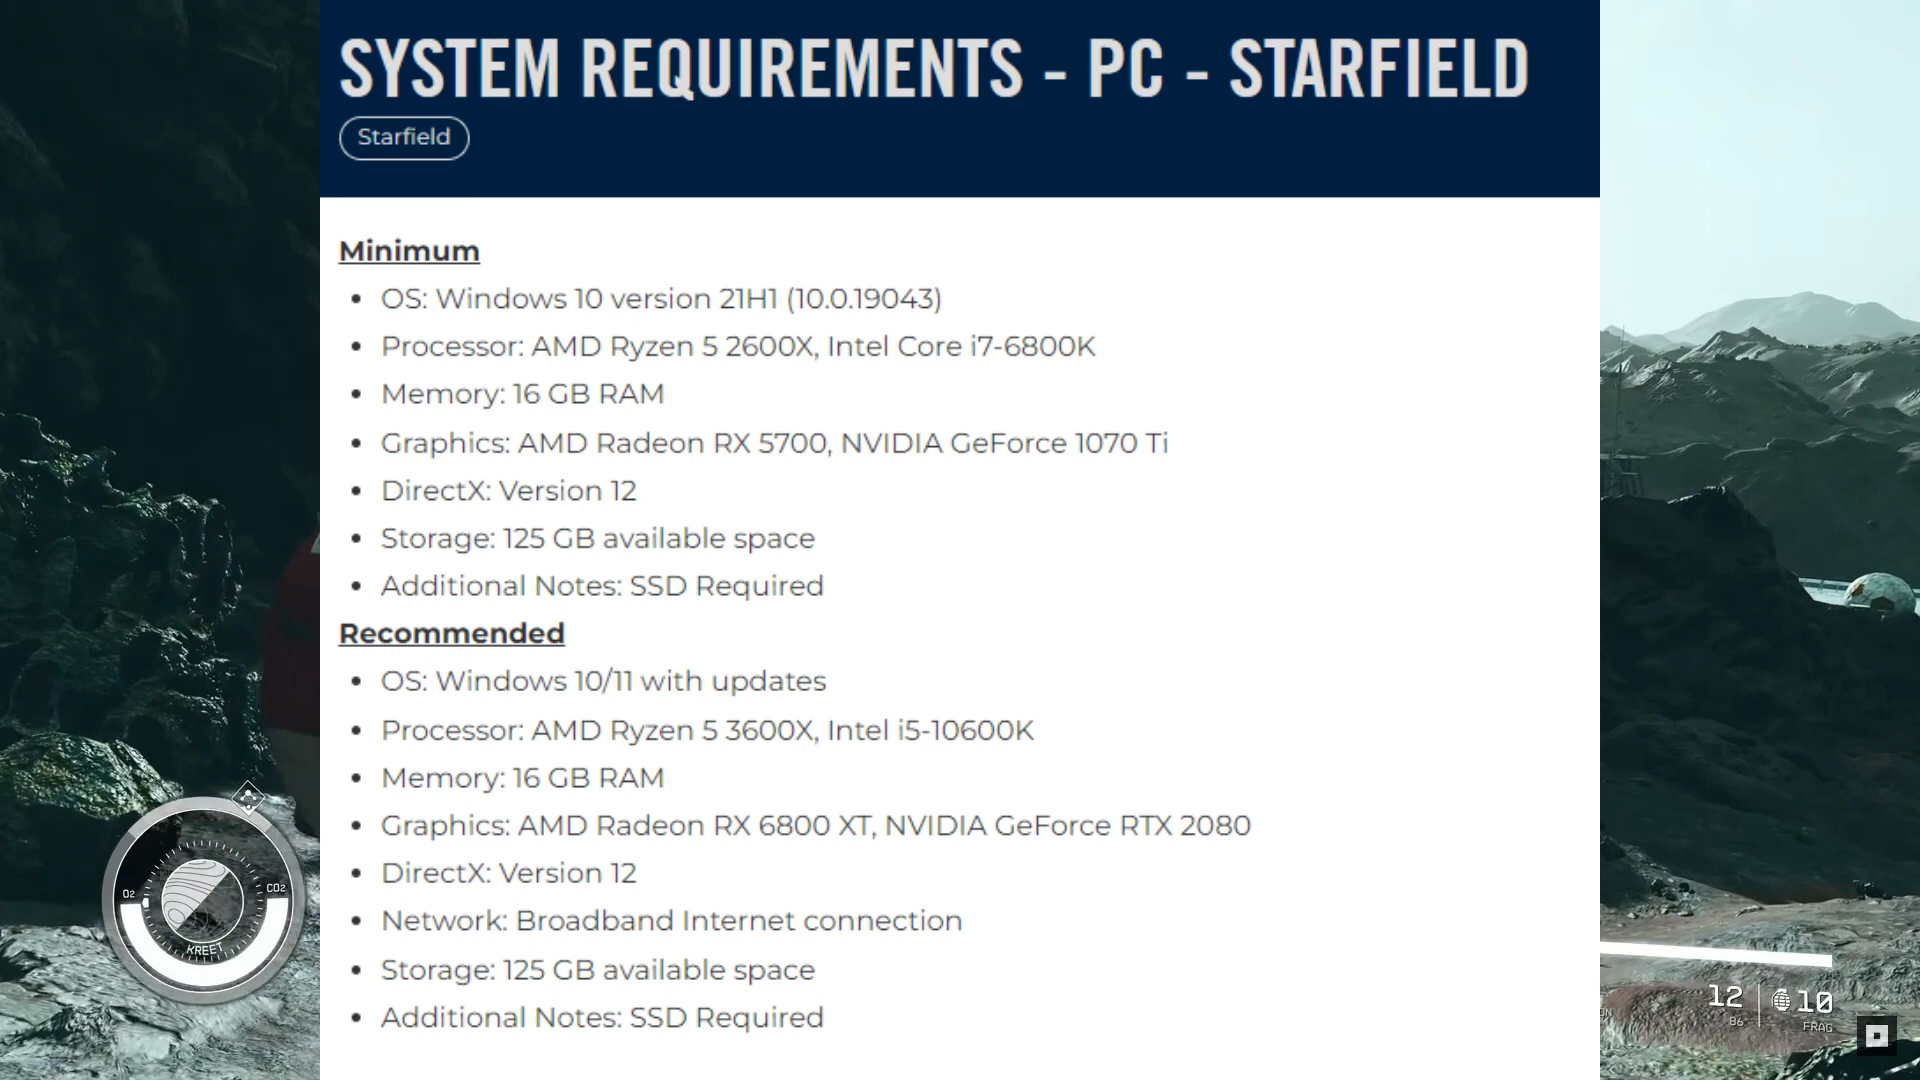 SYSTEM REQUIREMENTS - PC - STARFIELD
Starfield
Minimum
• OS: Windows 10 version 21H1 (10.0.19043)
• Processor: AMD Ryzen 5 2600X, Intel Core i7-6800K
• Memory: 16 GB RAM
• Graphics: AMD Radeon RX 5700, NVIDIA GeForce 1070 Ti
• DirectX: Version 12
• Storage: 125 GB available space
• Additional Notes: SSD Required
Recommended
• OS: Windows 10/11 with updates
• Processor: AMD Ryzen 5 3600X, Intel i5-10600K
• Memory: 16 GB RAM
• Graphics: AMD Radeon RX 6800 XT, NVIDIA GeForce RTX 2080
• DirectX: Version 12
• Network: Broadband Internet connection
• Storage: 125 GB available space
• Additional Notes: SSD Required
O2
CO2
KREET
12
10
86
FRAG